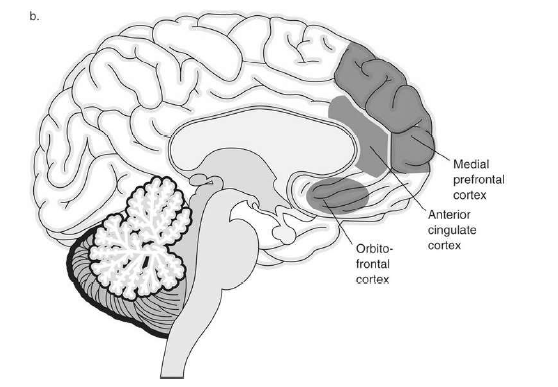 b.
Medial
prefrontal
cortex
Anterior
cingulate
cortex
Orbito-
frontal
cortex